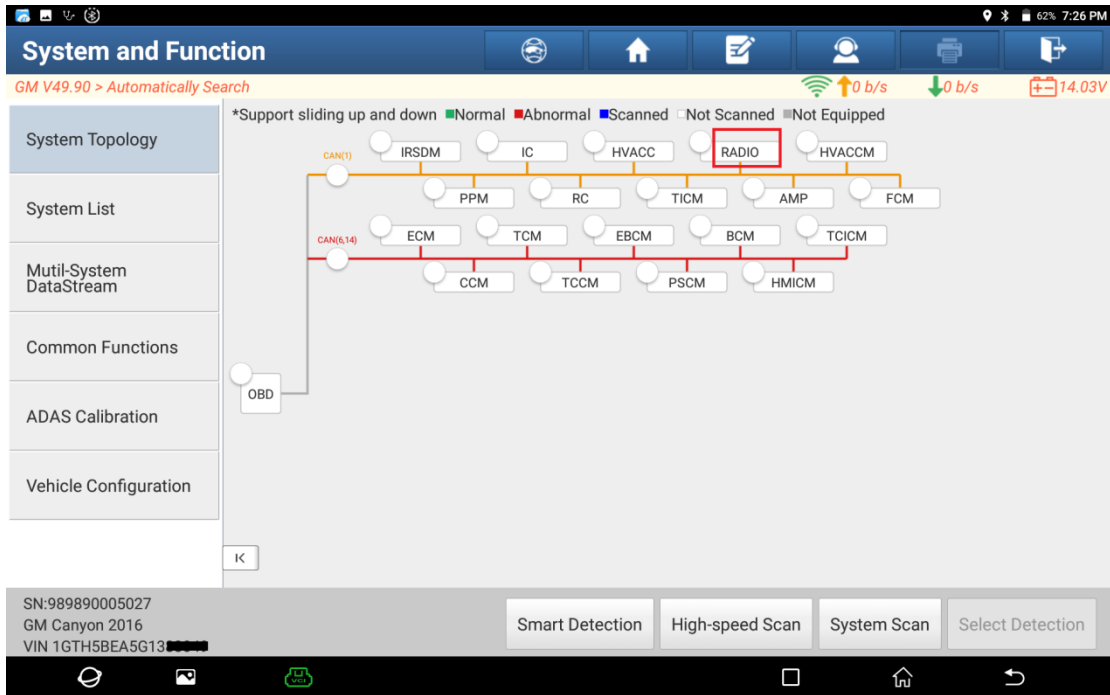 62% 7:26 PM
System and Function
GM V49.90 > Automatically Search
0 b/s
0 b/s
14.03V
System Topology
System List
Mutil-System
DataStream
Common Functions
ADAS Calibration
Vehicle Configuration
*Support sliding up and down Normal Abnormal Scanned Not Scanned Not Equipped
CAN(1)
IRSDM IC HVACC RADIO HVACCM
PPM RC TICM AMP FCM
CAN(6,14)
ECM TCM EBCM BCM TCICM
CCM TCCM PSCM HMICM
OBD
SN:989890005027
GM Canyon 2016
VIN 1GTH5BEA5G13
Smart Detection High-speed Scan System Scan Select Detection
VCI